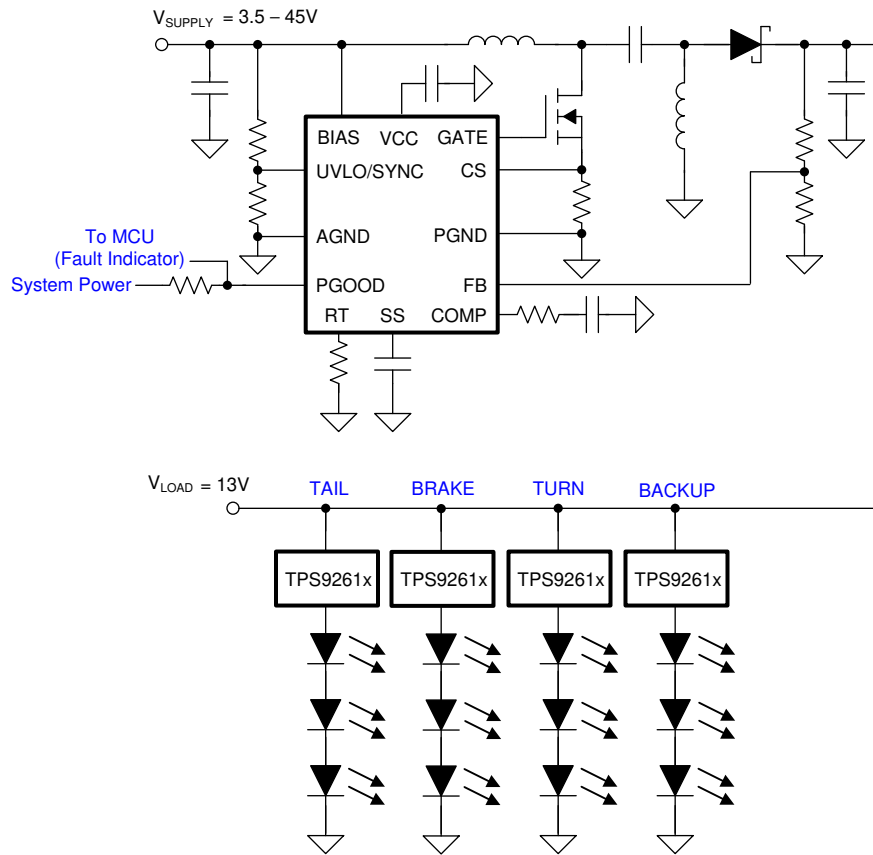 VSUPPLY = 3.5 – 45V
BIAS
VCC
GATE
UVLO/SYNC
CS
To MCU
(Fault Indicator)
AGND
PGND
System Power
PGOOD
FB
RT
SS
COMP
VLOAD = 13V
TAIL
BRAKE
TURN
BACKUP
TPS9261x
TPS9261x
TPS9261x
TPS9261x